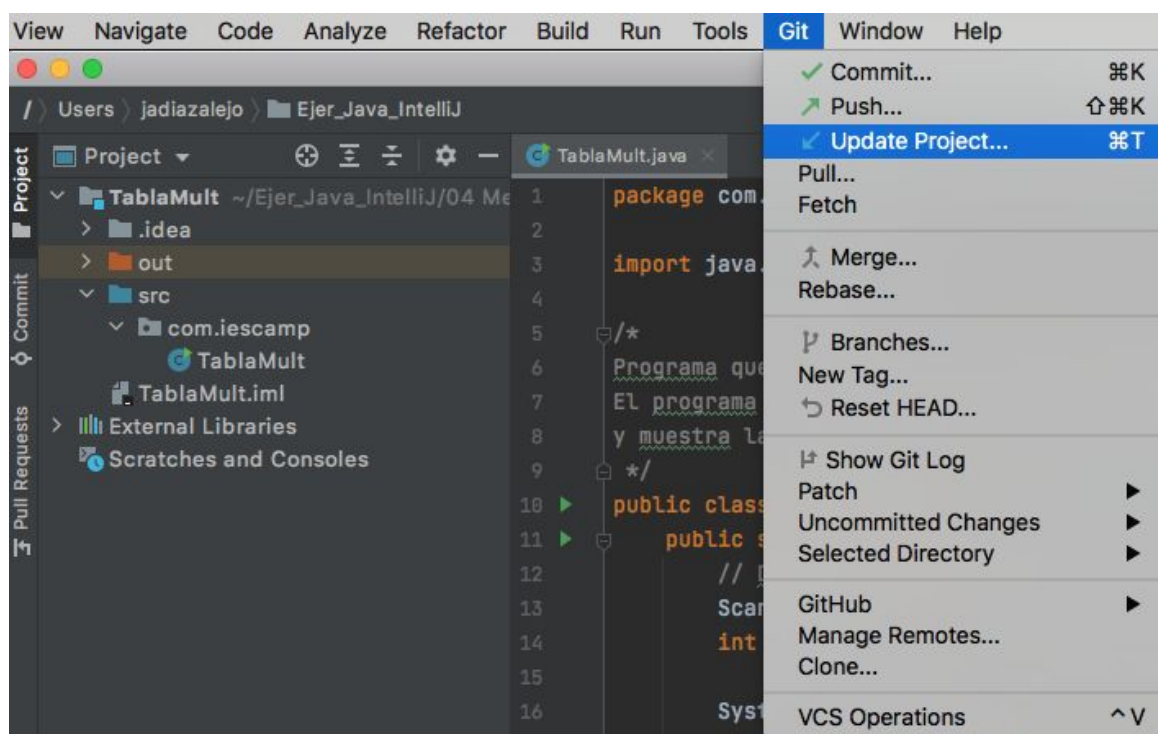 View Navigate Code Analyze Refactor Build Run Tools Git Window Help
/ Users jadiazalejo Ejer_Java_IntelliJ
Project
Commit
Pull Requests
Project
TablaMult ~/Ejer_Java_IntelliJ/04 Me
.idea
out
src
com.iescamp
TablaMult
TablaMult.iml
External Libraries
Scratches and Consoles
TablaMult.java
1 package com.
2
3 import java.
4
5 /*
6 Programa que
7 El programa
8 y muestra la
9 */
10 public class
11 public s
12 //
13 Scan
14 int
15
16 Syst
Commit... ⌘K
Push... ⇧⌘K
Update Project... ⌘T
Pull...
Fetch
Merge...
Rebase...
Branches...
New Tag...
Reset HEAD...
Show Git Log
Patch
Uncommitted Changes
Selected Directory
GitHub
Manage Remotes...
Clone...
VCS Operations ^V